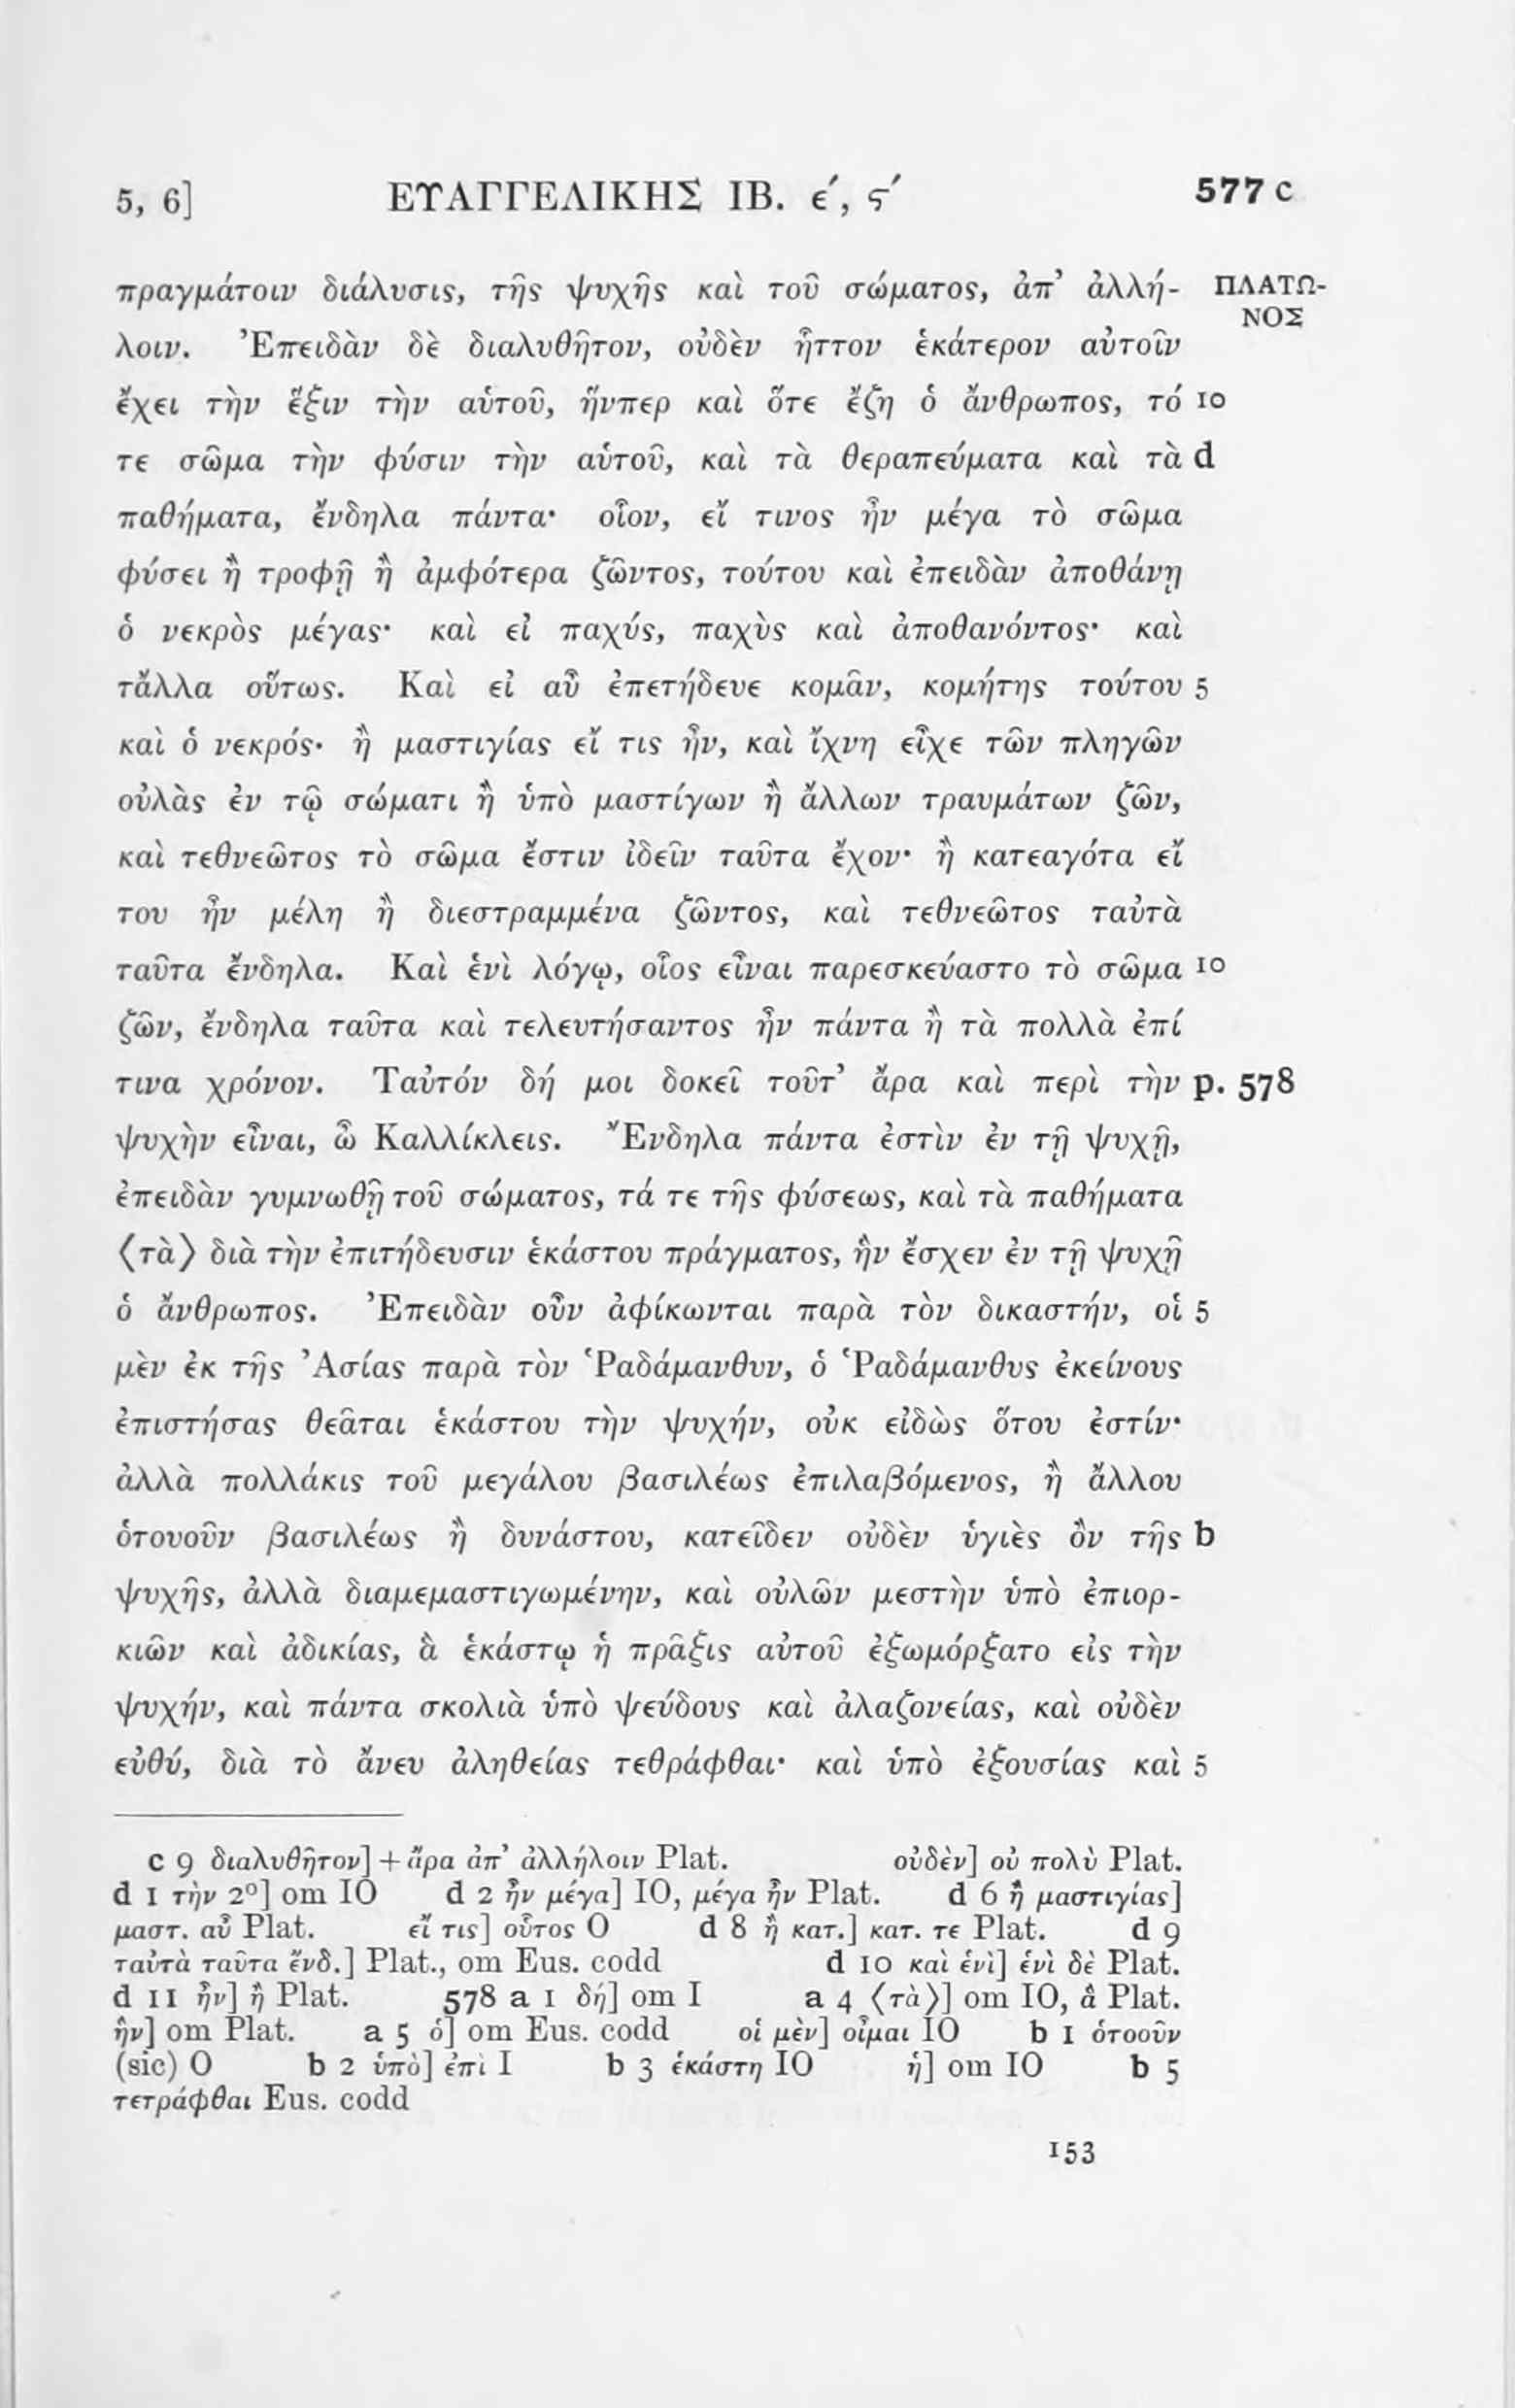 5, 6] ΕΥΑΓΓΕΛΙΚΗΣ ΙΒ. ε´, ϛ´ 577 c
πραγμάτοιν διάλυσις, τῆς ψυχῆς καὶ τοῦ σώματος, ἀπ’ ἀλλή- ΠΛΑΤΩ-
ΝΟΣ
λοιν. Ἐπειδὰν δὲ διαλυθῆτον, οὐδὲν ἧττον ἑκάτερον αὐτοῖν
ἔχει τὴν ἕξιν τὴν αὑτοῦ, ἥνπερ καὶ ὅτε ἔζη ὁ ἄνθρωπος, τό 10
τε σῶμα τὴν φύσιν τὴν αὑτοῦ, καὶ τὰ θεραπεύματα καὶ τὰ d
παθήματα, ἔνδηλα πάντα· οἷον, εἴ τινος ἦν μέγα τὸ σῶμα
φύσει ἢ τροφῇ ἢ ἀμφότερα ζῶντος, τούτου καὶ ἐπειδὰν ἀποθάνῃ
ὁ νεκρὸς μέγας· καὶ εἰ παχύς, παχὺς καὶ ἀποθανόντος· καὶ
τἄλλα οὕτως. Καὶ εἰ αὖ ἐπετήδευε κομᾶν, κομήτης τούτου 5
καὶ ὁ νεκρός· ἢ μαστιγίας εἴ τις ἦν, καὶ ἴχνη εἶχε τῶν πληγῶν
οὐλὰς ἐν τῷ σώματι ἢ ὑπὸ μαστίγων ἢ ἄλλων τραυμάτων ζῶν,
καὶ τεθνεῶτος τὸ σῶμα ἔστιν ἰδεῖν ταῦτα ἔχον· ἢ κατεαγότα εἴ
του ἦν μέλη ἢ διεστραμμένα ζῶντος, καὶ τεθνεῶτος ταὐτὰ
ταῦτα ἔνδηλα. Καὶ ἑνὶ λόγῳ, οἷος εἶναι παρεσκεύαστο τὸ σῶμα 10
ζῶν, ἔνδηλα ταῦτα καὶ τελευτήσαντος ἦν πάντα ἢ τὰ πολλὰ ἐπί
τινα χρόνον. Ταὐτόν δή μοι δοκεῖ τοῦτ’ ἄρα καὶ περὶ τὴν p. 578
ψυχὴν εἶναι, ὦ Καλλίκλεις. Ἔνδηλα πάντα ἐστὶν ἐν τῇ ψυχῇ,
ἐπειδὰν γυμνωθῇ τοῦ σώματος, τά τε τῆς φύσεως, καὶ τὰ παθήματα
⟨τὰ⟩ διὰ τὴν ἐπιτήδευσιν ἑκάστου πράγματος, ἣν ἔσχεν ἐν τῇ ψυχῇ
ὁ ἄνθρωπος. Ἐπειδὰν οὖν ἀφίκωνται παρὰ τὸν δικαστήν, οἱ 5
μὲν ἐκ τῆς Ἀσίας παρὰ τὸν Ῥαδάμανθυν, ὁ Ῥαδάμανθυς ἐκείνους
ἐπιστήσας θεᾶται ἑκάστου τὴν ψυχήν, οὐκ εἰδὼς ὅτου ἐστίν·
ἀλλὰ πολλάκις τοῦ μεγάλου βασιλέως ἐπιλαβόμενος, ἢ ἄλλου
ὁτουοῦν βασιλέως ἢ δυνάστου, κατεῖδεν οὐδὲν ὑγιὲς ὂν τῆς b
ψυχῆς, ἀλλὰ διαμεμαστιγωμένην, καὶ οὐλῶν μεστὴν ὑπὸ ἐπιορ-
κιῶν καὶ ἀδικίας, ἃ ἑκάστῳ ἡ πρᾶξις αὐτοῦ ἐξωμόρξατο εἰς τὴν
ψυχήν, καὶ πάντα σκολιὰ ὑπὸ ψεύδους καὶ ἀλαζονείας, καὶ οὐδὲν
εὐθύ, διὰ τὸ ἄνευ ἀληθείας τεθράφθαι· καὶ ὑπὸ ἐξουσίας καὶ 5
c 9 διαλυθῆτον] + ἄρα ἀπ’ ἀλλήλοιν Plat. οὐδὲν] οὐ πολὺ Plat.
d 1 τὴν 2º] om IO d 2 ἦν μέγα] IO, μέγα ἦν Plat. d 6 ἢ μαστιγίας]
μαστ. αὖ Plat. εἴ τις] οὗτος O d 8 ἢ κατ.] κατ. τε Plat. d 9
ταὐτὰ ταῦτα ἔνδ.] Plat., om Eus. codd d 10 καὶ ἑνὶ] ἑνὶ δὲ Plat.
d 11 ἦν] ἢ Plat. 578 a 1 δή] om I a 4 ⟨τὰ⟩] om IO, ἃ Plat.
ἣν] om Plat. a 5 ὁ] om Eus. codd οἱ μὲν] οἶμαι IO b 1 ὁτοοῦν
(sic) O b 2 ὑπὸ] ἐπὶ I b 3 ἑκάστη IO ἡ] om IO b 5
τετράφθαι Eus. codd
153